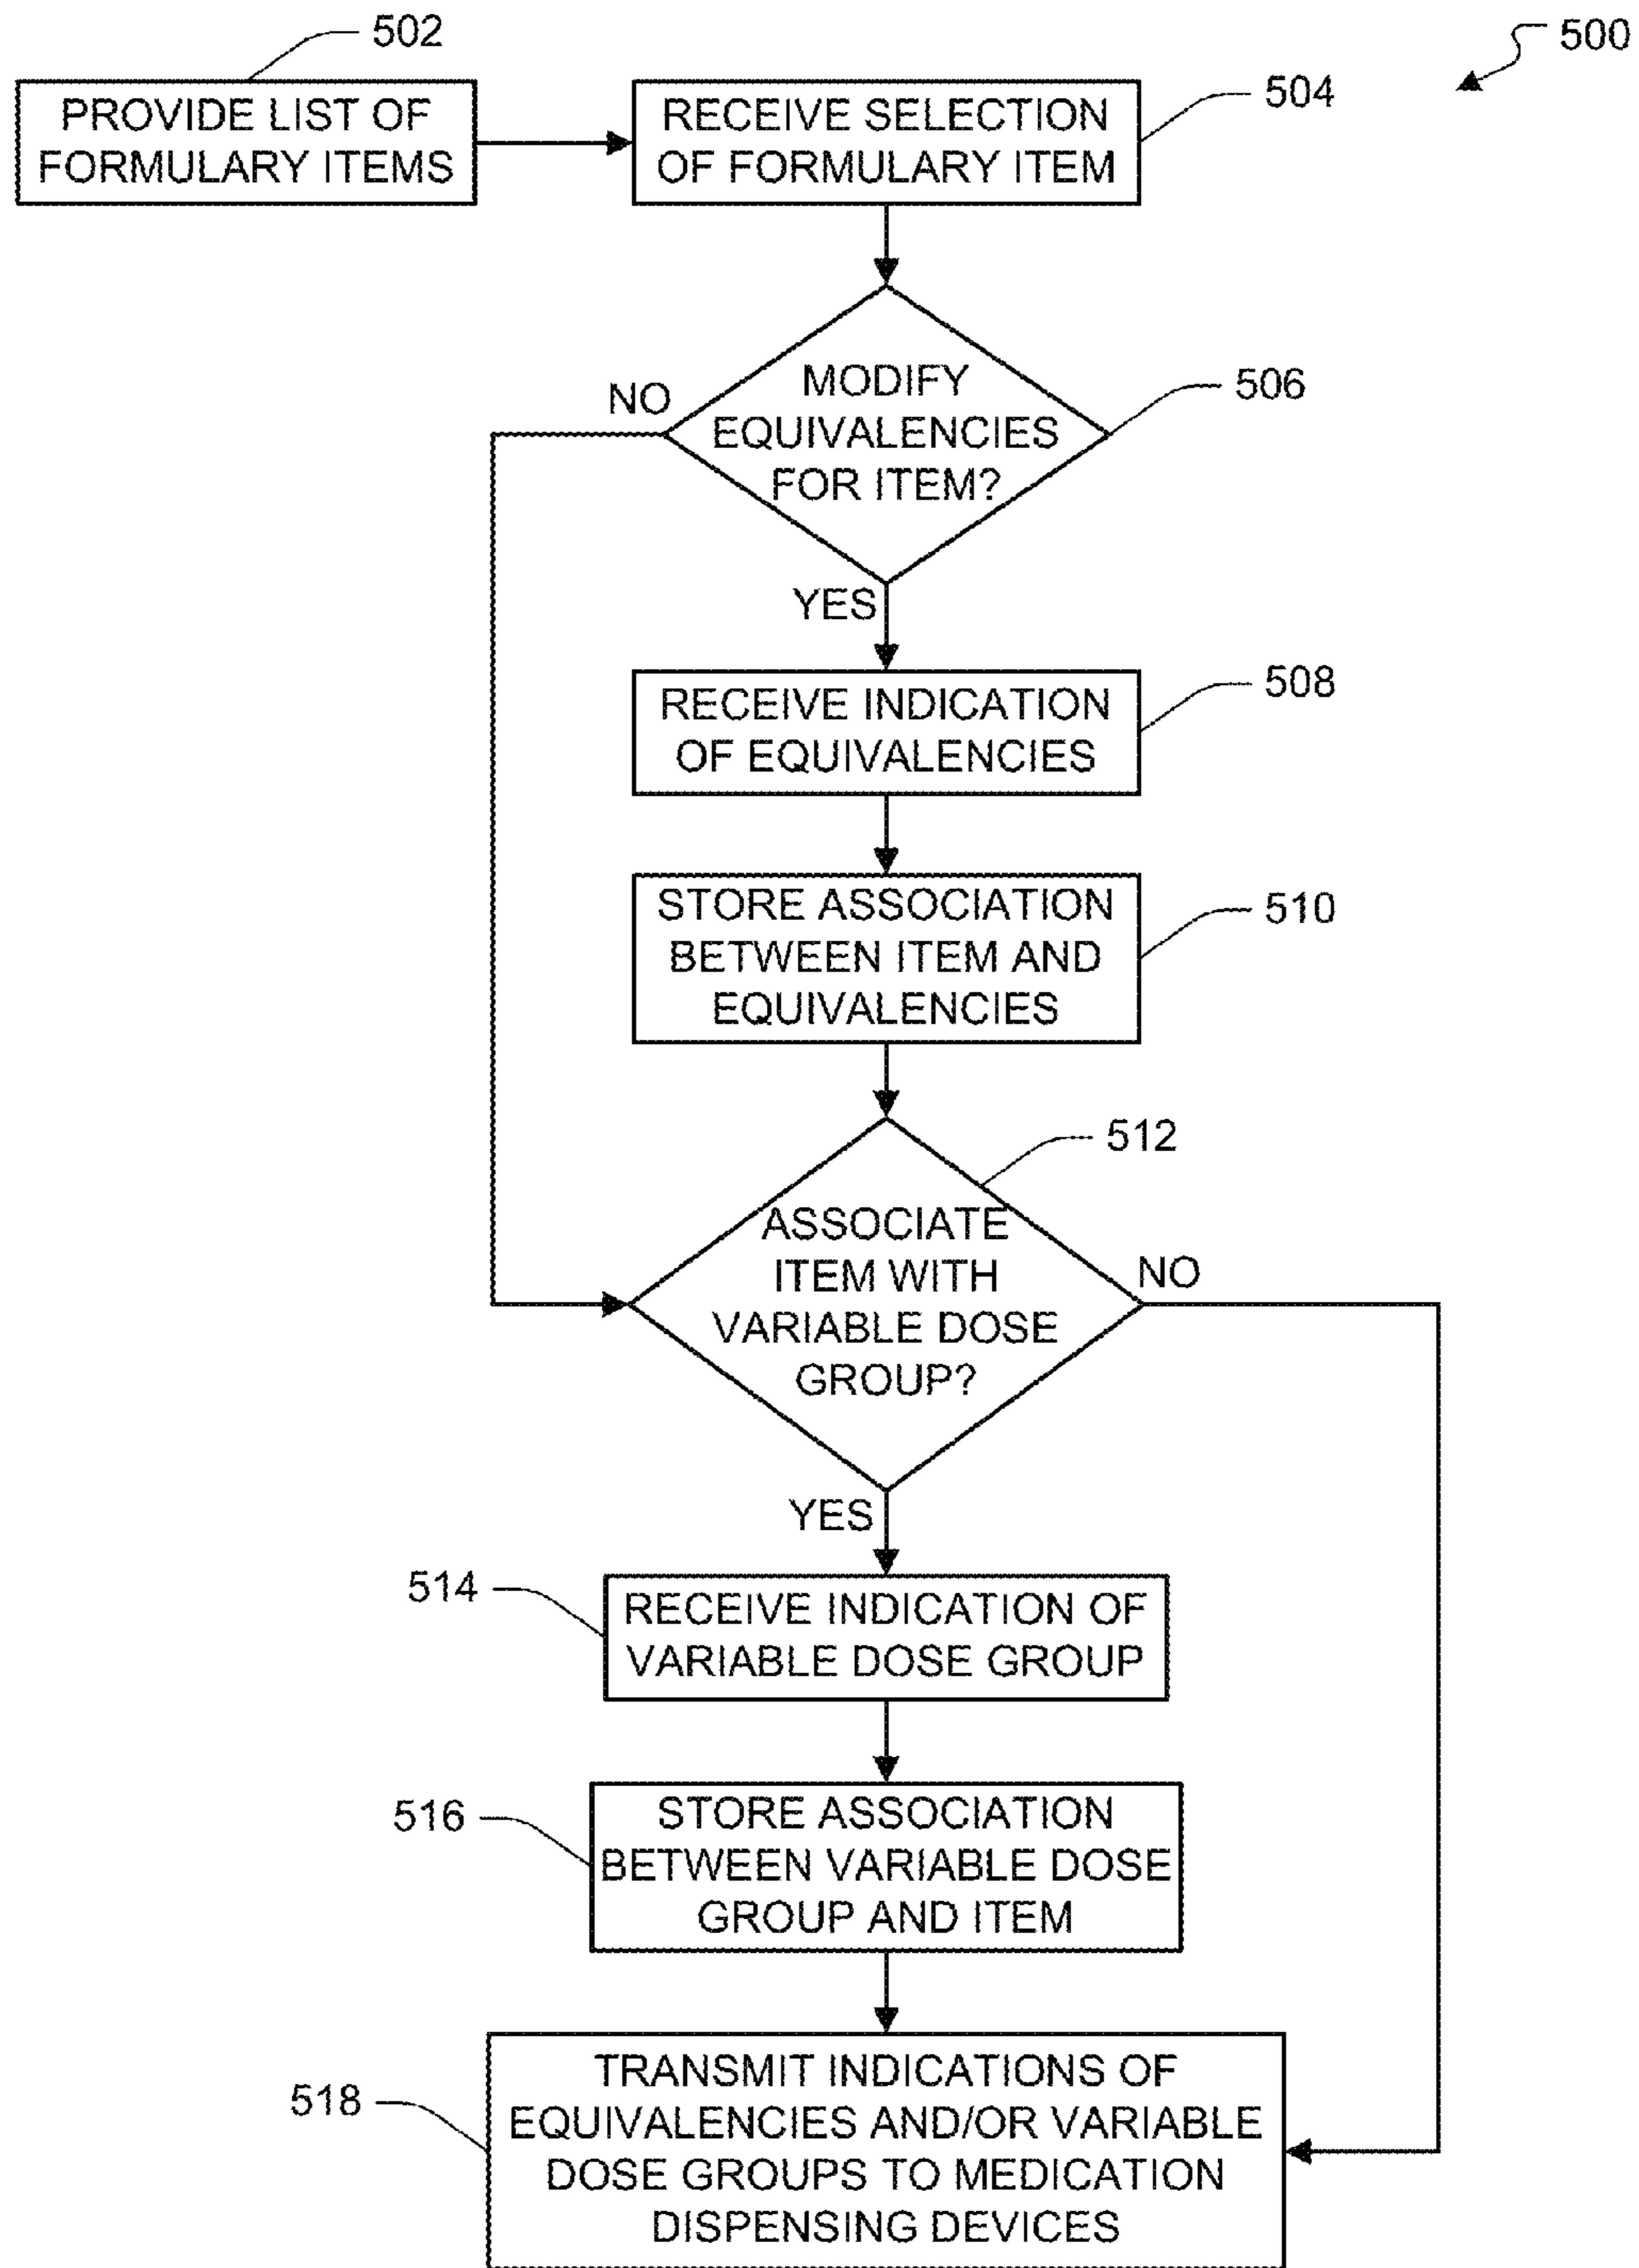 502
500
PROVIDE LIST OF
FORMULARY ITEMS
RECEIVE SELECTION
OF FORMULARY ITEM
504
MODIFY
EQUIVALENCIES
FOR ITEM?
506
NO
YES
RECEIVE INDICATION
OF EQUIVALENCIES
508
STORE ASSOCIATION
BETWEEN ITEM AND
EQUIVALENCIES
510
512
ASSOCIATE
ITEM WITH
VARIABLE DOSE
GROUP?
NO
YES
514
RECEIVE INDICATION OF
VARIABLE DOSE GROUP
516
STORE ASSOCIATION
BETWEEN VARIABLE DOSE
GROUP AND ITEM
518
TRANSMIT INDICATIONS OF
EQUIVALENCIES AND/OR VARIABLE
DOSE GROUPS TO MEDICATION
DISPENSING DEVICES